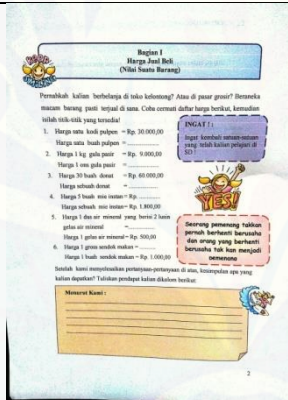 Bagian I
Harga Jual Beli
(Nilai Suatu Barang)
Pernahkah kalian berbelanja di toko kelontong? Atau di pasar grosir? Beraneka
macam barang pasti terjual di sana. Coba cermati daftar harga berikut, kemudian
isilah titik-titik yang tersedia!
1. Harga satu kodi pulpen = Rp. 30.000,00
Harga satu buah pulpen = ..............
2. Harga 1 kg gula pasir = Rp. 9.000,00
Harga 1 ons gula pasir = ..............
3. Harga 30 buah donat = Rp. 60.000,00
Harga sebuah donat = ..............
4. Harga 5 buah mie instan = Rp. ..............
Harga sebuah mie instan = Rp. 1.800,00
5. Harga 1 dus air mineral yang berisi 2 lusin
gelas air mineral = ..............
Harga 1 gelas air mineral = Rp. 500,00
6. Harga 1 gross sendok makan = ..............
Harga 1 buah sendok makan = Rp. 1.000,00
INGAT ! :
Ingat kembali satuan-satuan
yang telah kalian pelajari di
SD !
YES!
Seorang pemenang takkan
pernah berhenti berusaha
dan orang yang berhenti
berusaha tak kan menjadi
pemenang
Setelah kamu menyelesaikan pertanyaan-pertanyaan di atas, kesimpulan apa yang
kalian dapatkan? Tuliskan pendapat kalian dikolom berikut.
Menurut Kami :
2